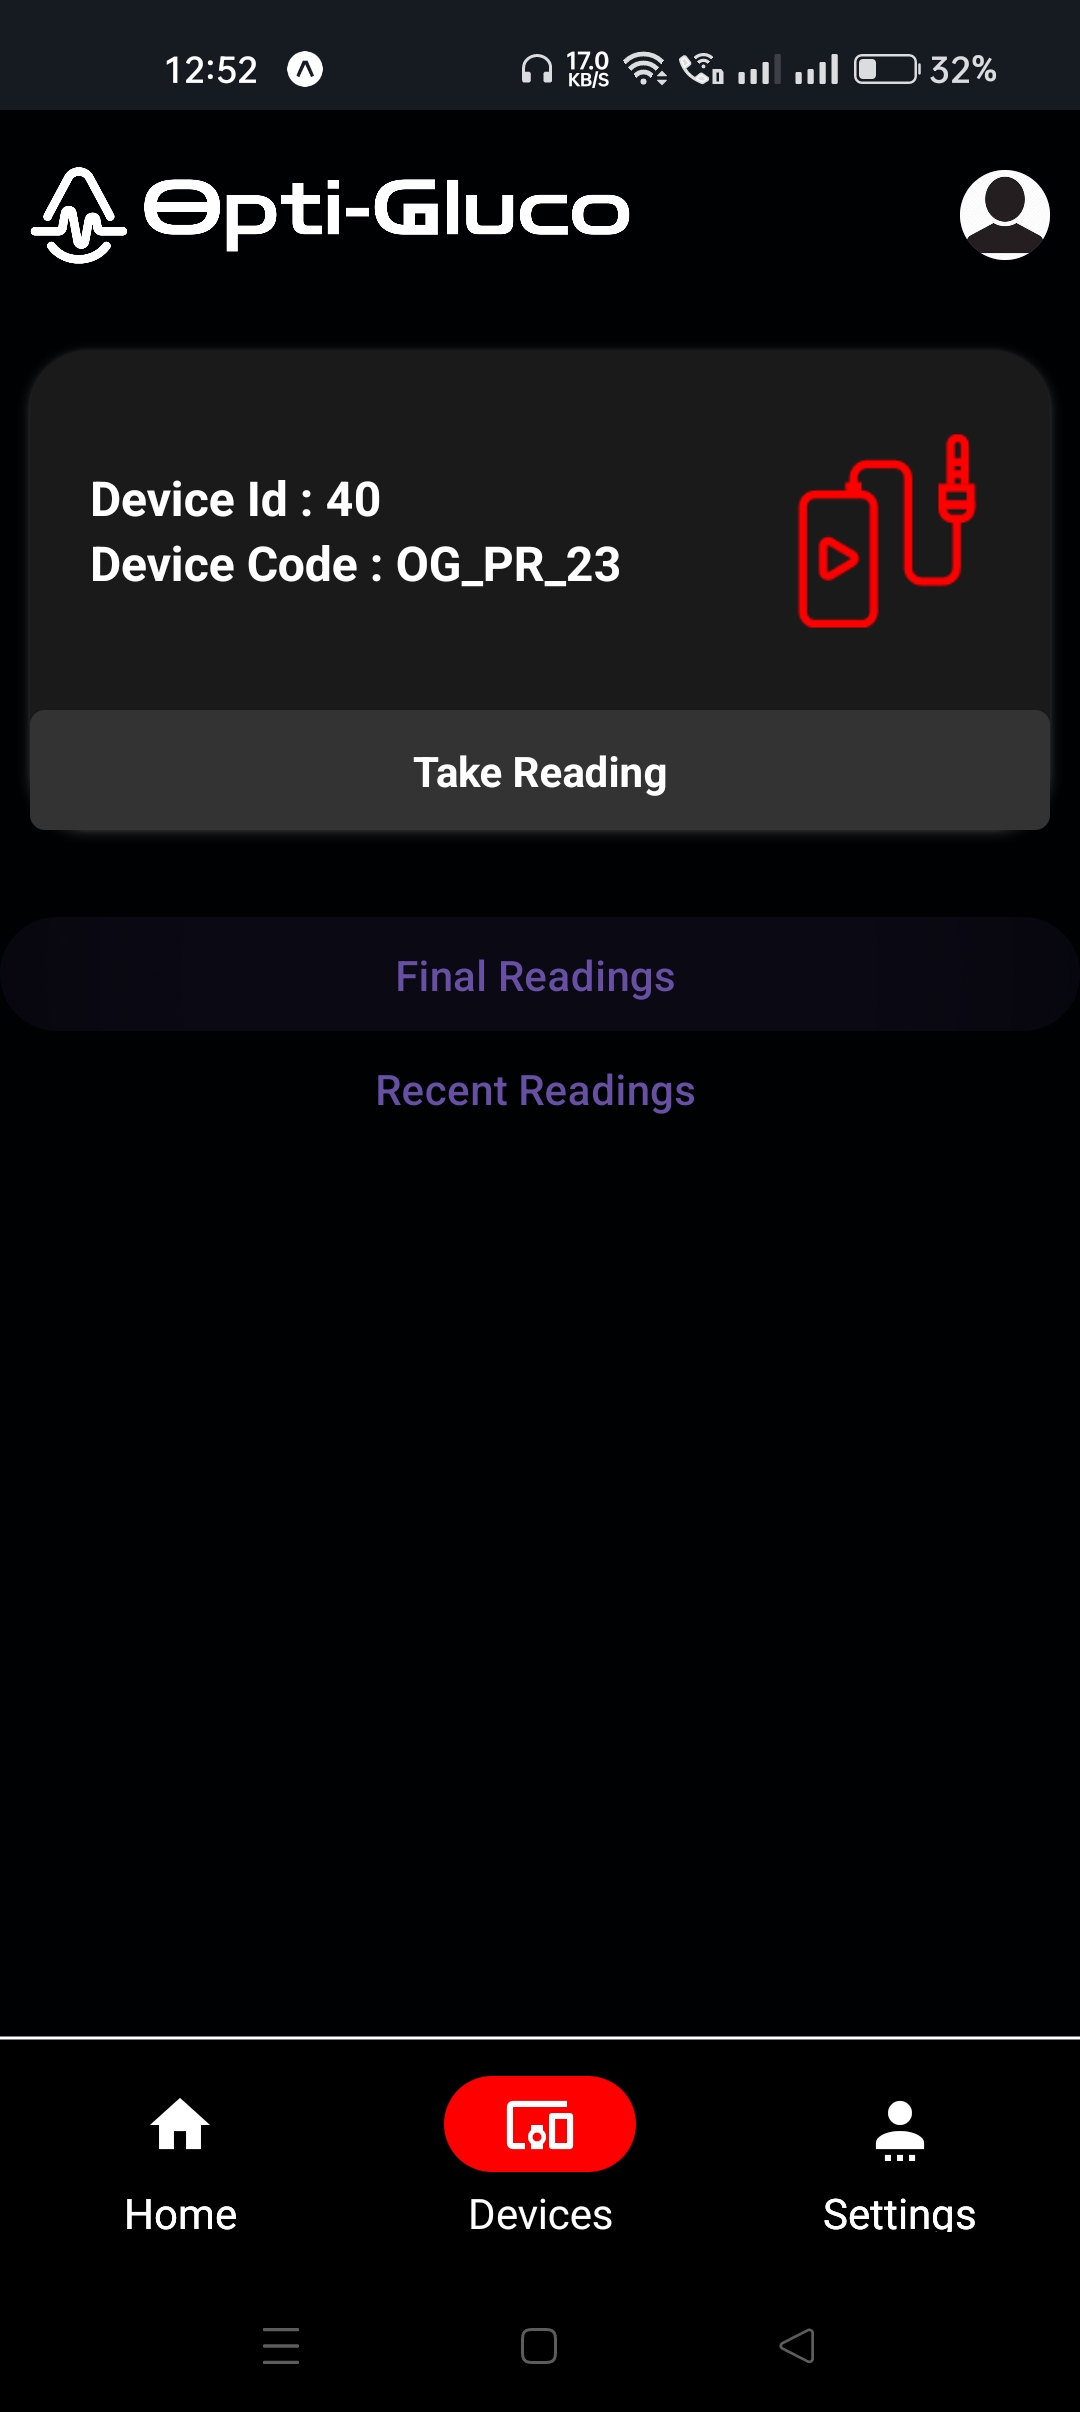 12:52
17.0
KB/S
32%
Opti-Gluco
Device Id : 40
Device Code : OG_PR_23
Take Reading
Final Readings
Recent Readings
Home
Devices
Settings